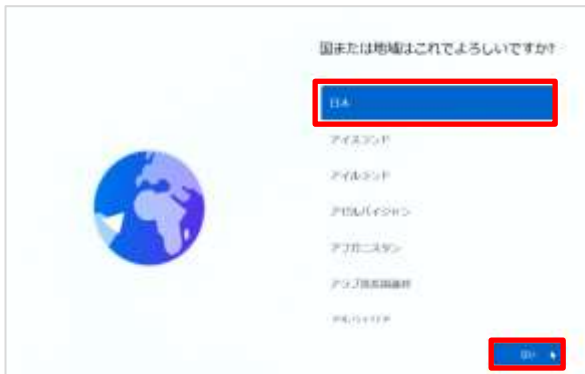 国または地域はこれでよろしいですか?
日本
アイスランド
アイルランド
アゼルバイジャン
アフガニスタン
アラブ首長国連邦
はい